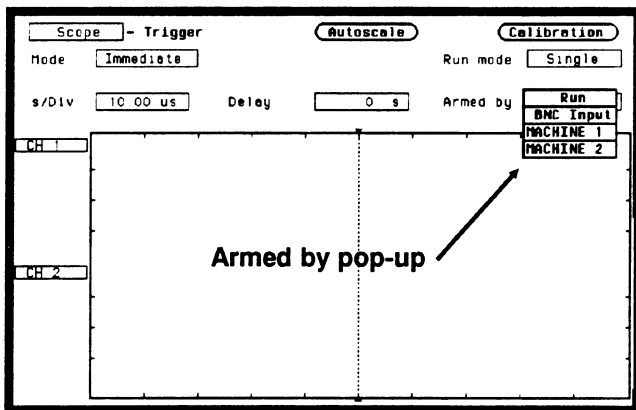 Scope - Trigger Autoscale Calibration
Mode Immediate Run mode Single
s/Div 10.00 us Delay 0 s Armed by Run
BNC Input
MACHINE 1
MACHINE 2
CH 1
Armed by pop-up
CH 2